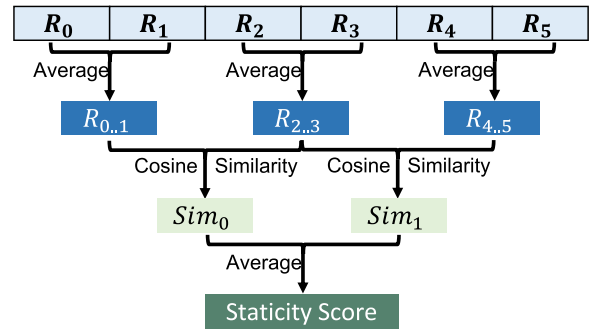 R₀ R₁ R₂ R₃ R₄ R₅
Average Average Average
R₀..₁ R₂..₃ R₄..₅
Cosine Similarity Cosine Similarity
Sim₀ Sim₁
Average
Staticity Score